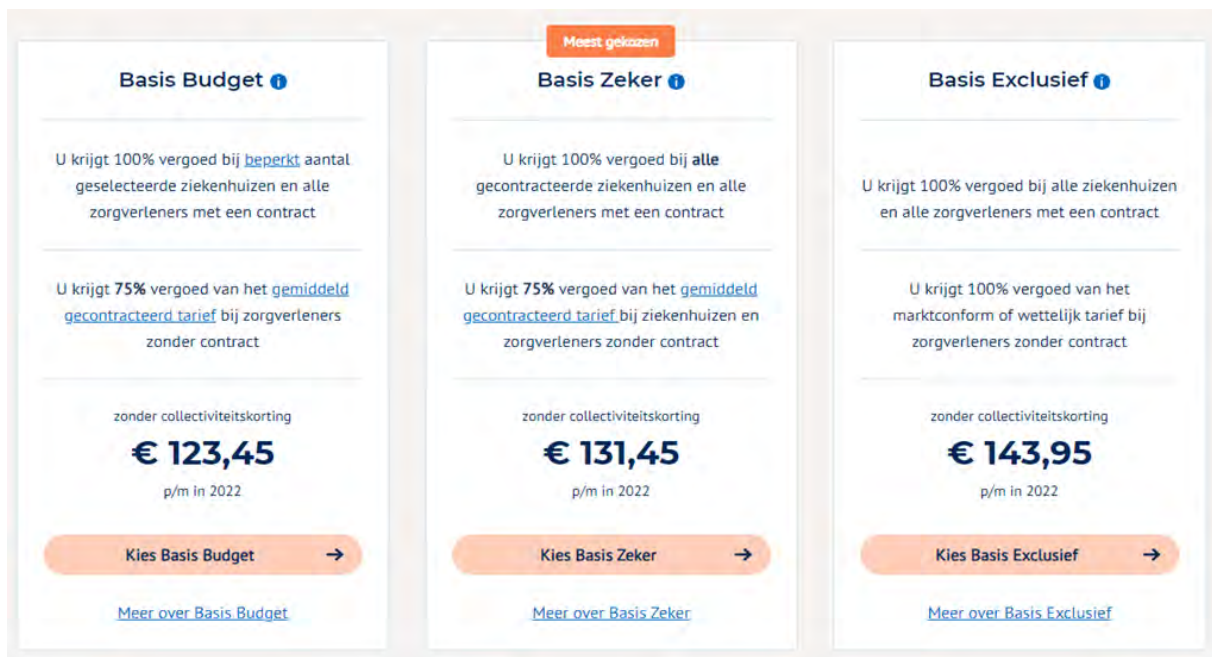 Meest gekozen
Basis Budget
U krijgt 100% vergoed bij beperkt aantal
geselecteerde ziekenhuizen en alle
zorgverleners met een contract
U krijgt 75% vergoed van het gemiddeld
gecontracteerd tarief bij zorgverleners
zonder contract
zonder collectiviteitskorting
€ 123,45
p/m in 2022
Kies Basis Budget →
Meer over Basis Budget
Basis Zeker
U krijgt 100% vergoed bij alle
gecontracteerde ziekenhuizen en alle
zorgverleners met een contract
U krijgt 75% vergoed van het gemiddeld
gecontracteerd tarief bij ziekenhuizen en
zorgverleners zonder contract
zonder collectiviteitskorting
€ 131,45
p/m in 2022
Kies Basis Zeker →
Meer over Basis Zeker
Basis Exclusief
U krijgt 100% vergoed bij alle ziekenhuizen
en alle zorgverleners met een contract
U krijgt 100% vergoed van het
marktconform of wettelijk tarief bij
zorgverleners zonder contract
zonder collectiviteitskorting
€ 143,95
p/m in 2022
Kies Basis Exclusief →
Meer over Basis Exclusief